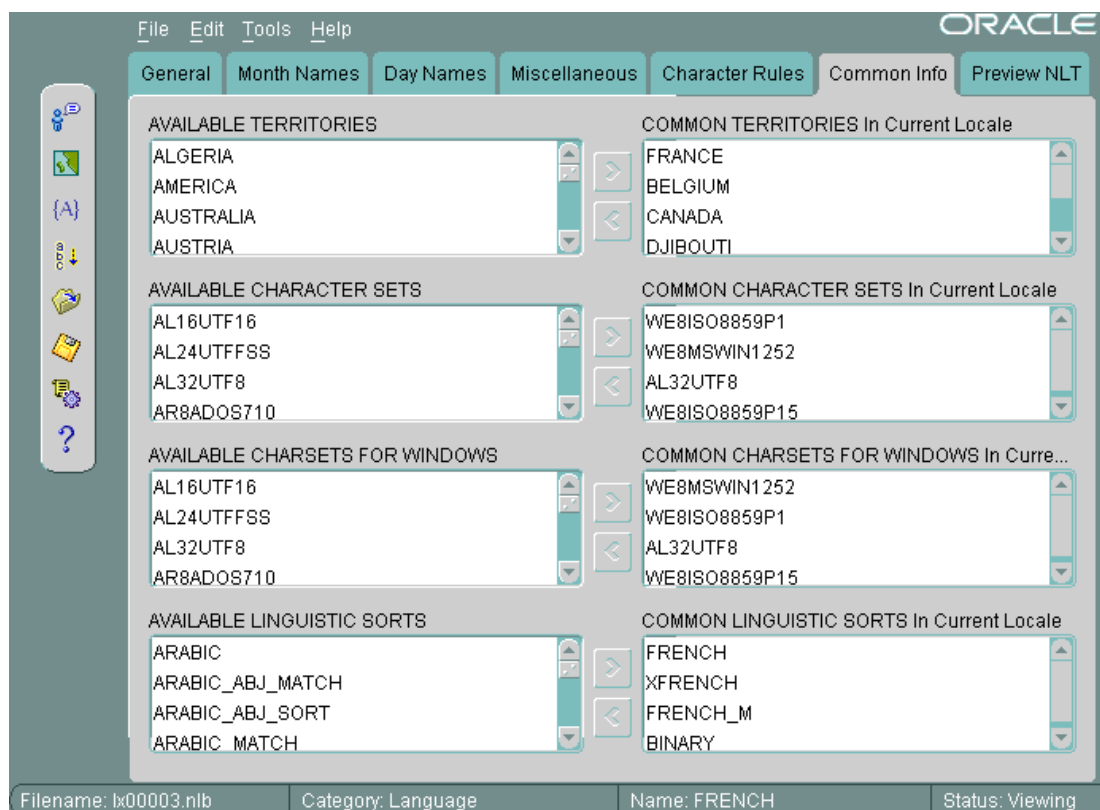 File Edit Tools Help
ORACLE
General Month Names Day Names Miscellaneous Character Rules Common Info Preview NLT
{A}
a
b
c
?
AVAILABLE TERRITORIES
ALGERIA
AMERICA
AUSTRALIA
AUSTRIA
COMMON TERRITORIES In Current Locale
FRANCE
BELGIUM
CANADA
DJIBOUTI
AVAILABLE CHARACTER SETS
AL16UTF16
AL24UTFFSS
AL32UTF8
AR8ADOS710
COMMON CHARACTER SETS In Current Locale
WE8ISO8859P1
WE8MSWIN1252
AL32UTF8
WE8ISO8859P15
AVAILABLE CHARSETS FOR WINDOWS
AL16UTF16
AL24UTFFSS
AL32UTF8
AR8ADOS710
COMMON CHARSETS FOR WINDOWS In Curre...
WE8MSWIN1252
WE8ISO8859P1
AL32UTF8
WE8ISO8859P15
AVAILABLE LINGUISTIC SORTS
ARABIC
ARABIC_ABJ_MATCH
ARABIC_ABJ_SORT
ARABIC_MATCH
COMMON LINGUISTIC SORTS In Current Locale
FRENCH
XFRENCH
FRENCH_M
BINARY
Filename: lx00003.nlb Category: Language Name: FRENCH Status: Viewing